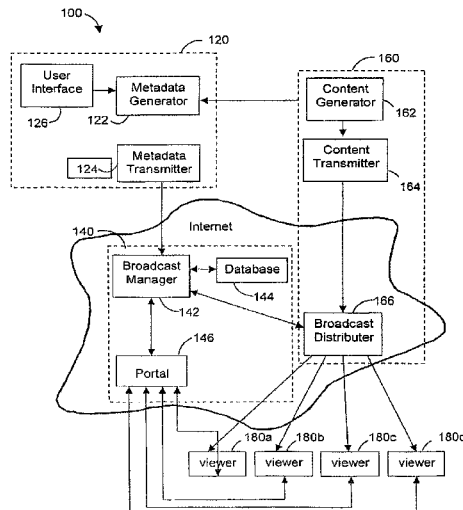 100
120
160
User
Interface
126
Metadata
Generator
122
Content
Generator
162
124
Metadata
Transmitter
Content
Transmitter
164
Internet
140
Broadcast
Manager
142
Database
144
166
Broadcast
Distributer
146
Portal
180a
180b
180c
180d
viewer
viewer
viewer
viewer